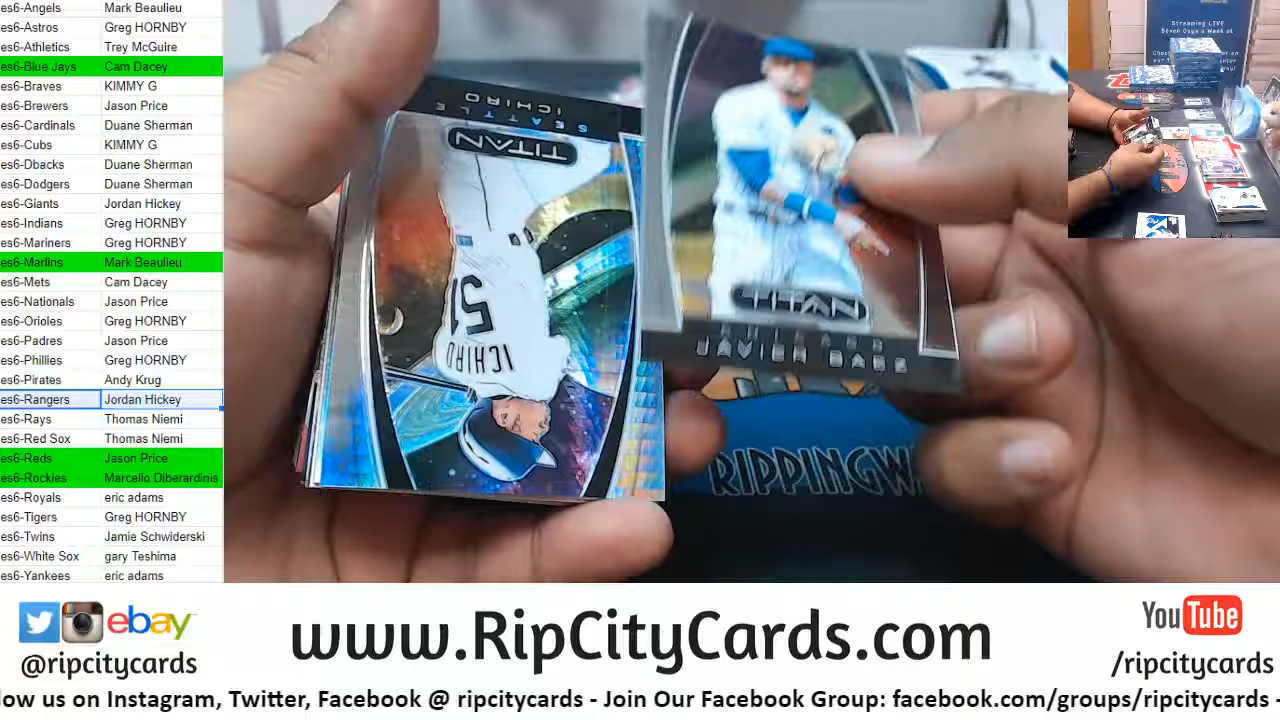 es6-Angels Mark Beaulieu
es6-Astros Greg HORNBY
es6-Athletics Trey McGuire
es6-Blue Jays Cam Dacey
es6-Braves KIMMY G
es6-Brewers Jason Price
es6-Cardinals Duane Sherman
es6-Cubs KIMMY G
es6-Dbacks Duane Sherman
es6-Dodgers Duane Sherman
es6-Giants Jordan Hickey
es6-Indians Greg HORNBY
es6-Mariners Greg HORNBY
es6-Marlins Mark Beaulieu
es6-Mets Cam Dacey
es6-Nationals Jason Price
es6-Orioles Greg HORNBY
es6-Padres Jason Price
es6-Phillies Greg HORNBY
es6-Pirates Andy Krug
es6-Rangers Jordan Hickey
es6-Rays Thomas Niemi
es6-Red Sox Thomas Niemi
es6-Reds Jason Price
es6-Rockies Marcello Diberardinis
es6-Royals eric adams
es6-Tigers Greg HORNBY
es6-Twins Jamie Schwiderski
es6-White Sox gary Teshima
es6-Yankees eric adams
SEATTLE
ICHIRO
TITAN
ICHIRO
51
TITAN
JAVIER BAEZ
RIPPINGW
Streaming LIVE
Seven Days a Week at
ebay
@ripcitycards
www.RipCityCards.com
YouTube
/ripcitycards
low us on Instagram, Twitter, Facebook @ ripcitycards - Join Our Facebook Group: facebook.com/groups/ripcitycards -